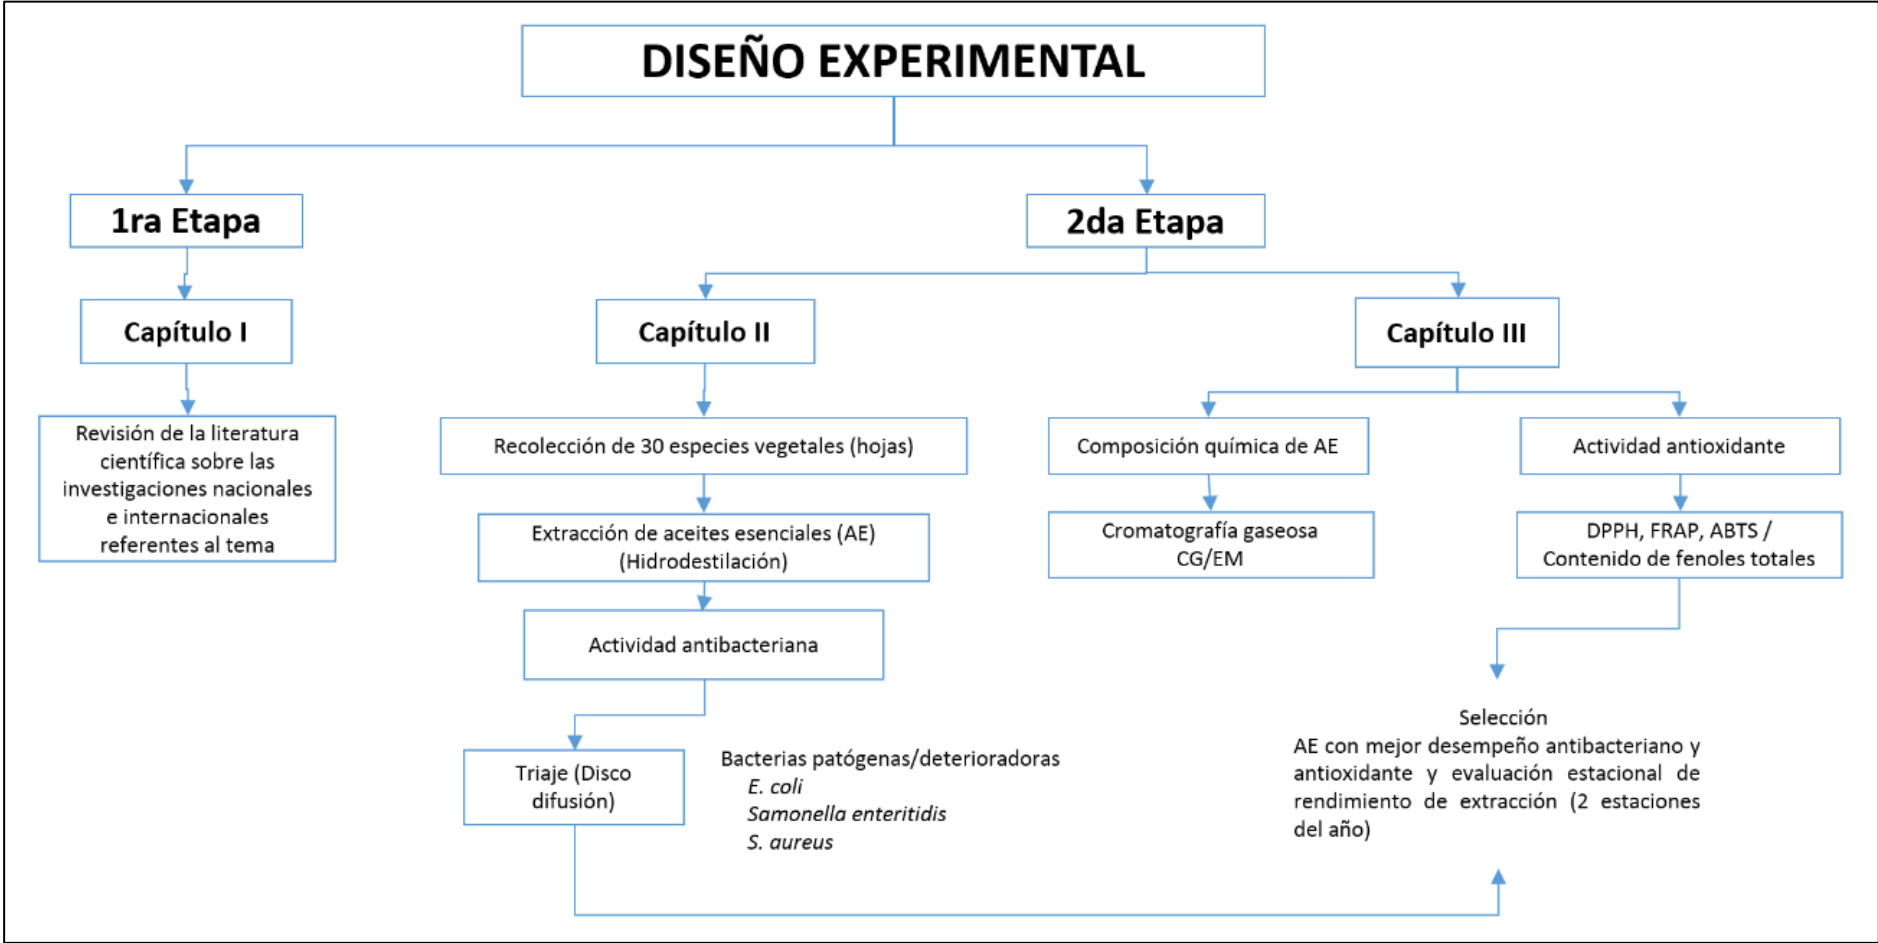 DISEÑO EXPERIMENTAL
1ra Etapa
2da Etapa
Capítulo I
Capítulo II
Capítulo III
Revisión de la literatura
científica sobre las
investigaciones nacionales
e internacionales
referentes al tema
Recolección de 30 especies vegetales (hojas)
Extracción de aceites esenciales (AE)
(Hidrodestilación)
Actividad antibacteriana
Triaje (Disco
difusión)
Bacterias patógenas/deterioradoras
E. coli
Samonella enteritidis
S. aureus
Composición química de AE
Cromatografía gaseosa
CG/EM
Actividad antioxidante
DPPH, FRAP, ABTS /
Contenido de fenoles totales
Selección
AE con mejor desempeño antibacteriano y
antioxidante y evaluación estacional de
rendimiento de extracción (2 estaciones
del año)